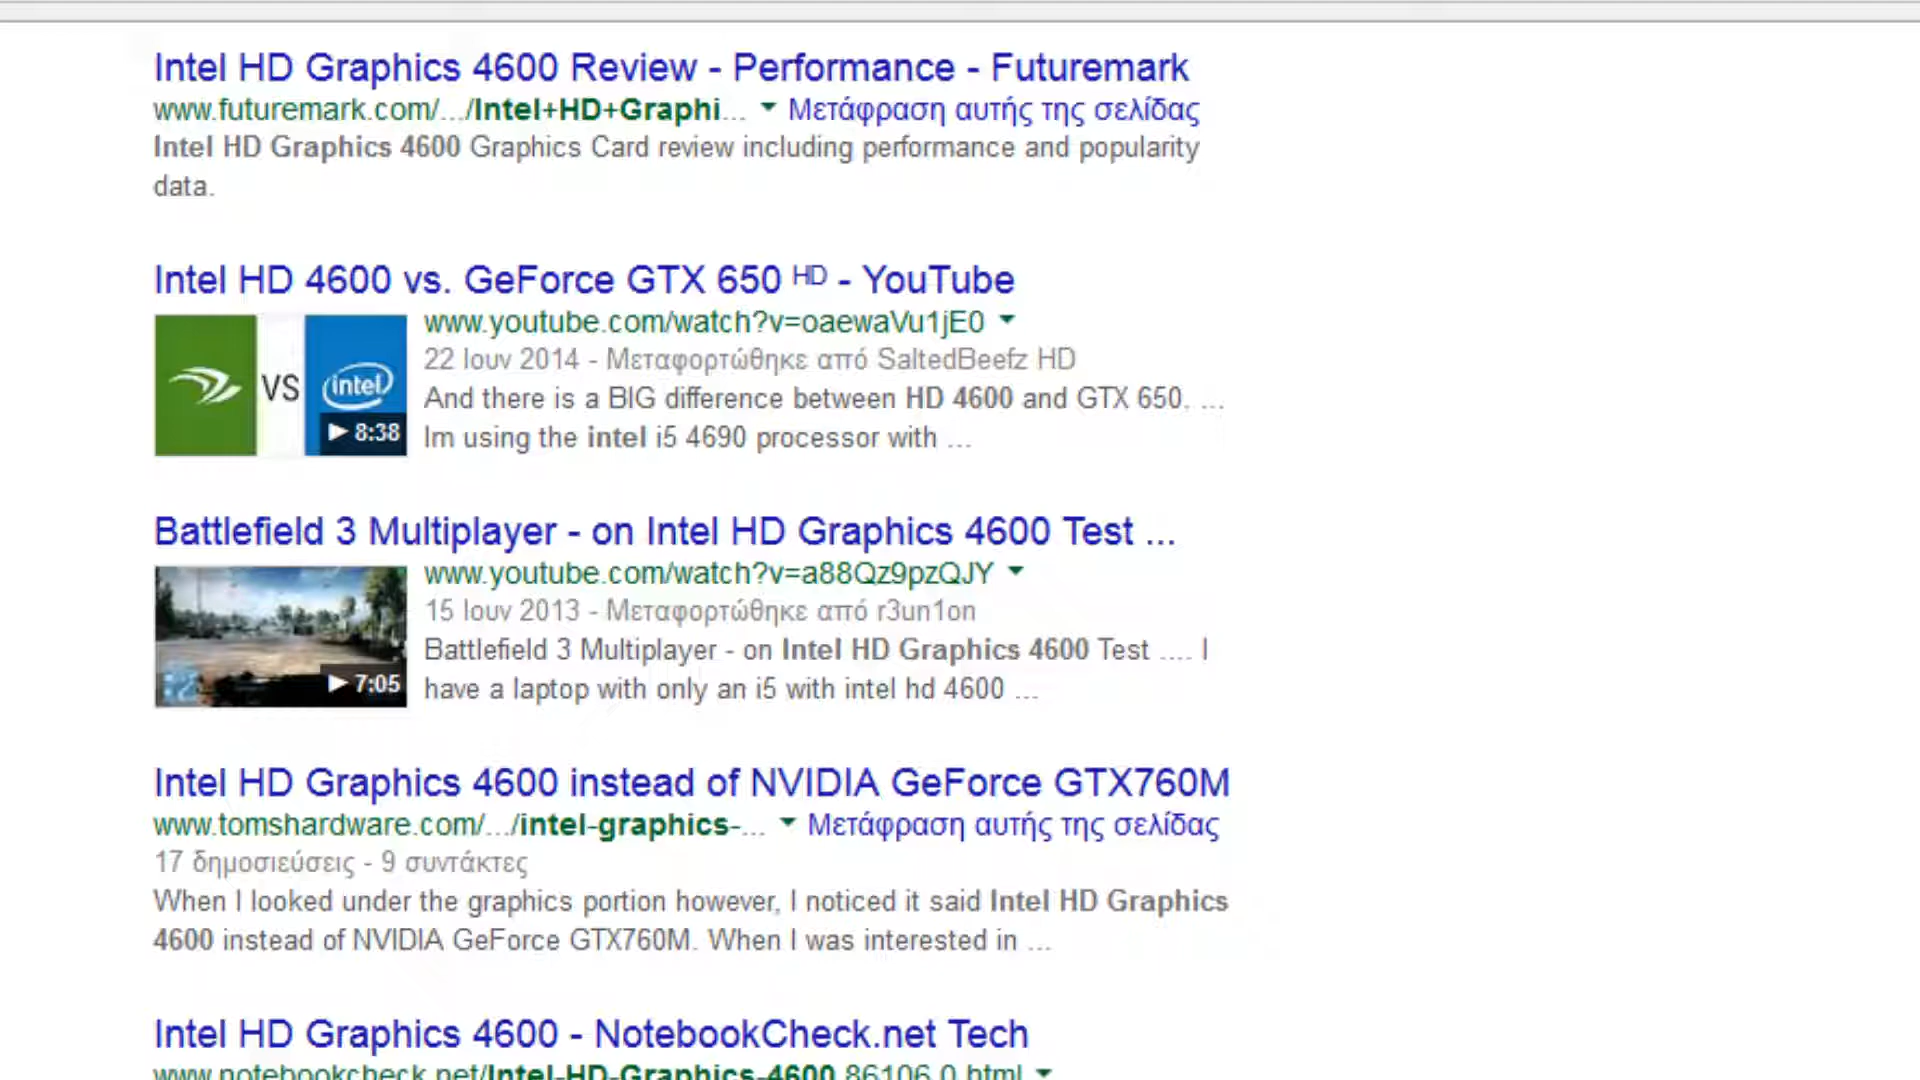 Intel HD Graphics 4600 Review - Performance - Futuremark
www.futuremark.com/.../Intel+HD+Graphi... Μετάφραση αυτής της σελίδας
Intel HD Graphics 4600 Graphics Card review including performance and popularity
data.
Intel HD 4600 vs. GeForce GTX 650 ᴴᴰ - YouTube
www.youtube.com/watch?v=oaewaVu1jE0
22 Ιουν 2014 - Μεταφορτώθηκε από SaltedBeefz HD
And there is a BIG difference between HD 4600 and GTX 650. ...
Im using the intel i5 4690 processor with ...
VS
intel
8:38
Battlefield 3 Multiplayer - on Intel HD Graphics 4600 Test ...
www.youtube.com/watch?v=a88Qz9pzQJY
15 Ιουν 2013 - Μεταφορτώθηκε από r3un1on
Battlefield 3 Multiplayer - on Intel HD Graphics 4600 Test .... I
have a laptop with only an i5 with intel hd 4600 ...
7:05
Intel HD Graphics 4600 instead of NVIDIA GeForce GTX760M
www.tomshardware.com/.../intel-graphics-... Μετάφραση αυτής της σελίδας
17 δημοσιεύσεις - 9 συντάκτες
When I looked under the graphics portion however, I noticed it said Intel HD Graphics
4600 instead of NVIDIA GeForce GTX760M. When I was interested in ...
Intel HD Graphics 4600 - NotebookCheck.net Tech
www.notebookcheck.net/Intel-HD-Graphics-4600.86106.0.html